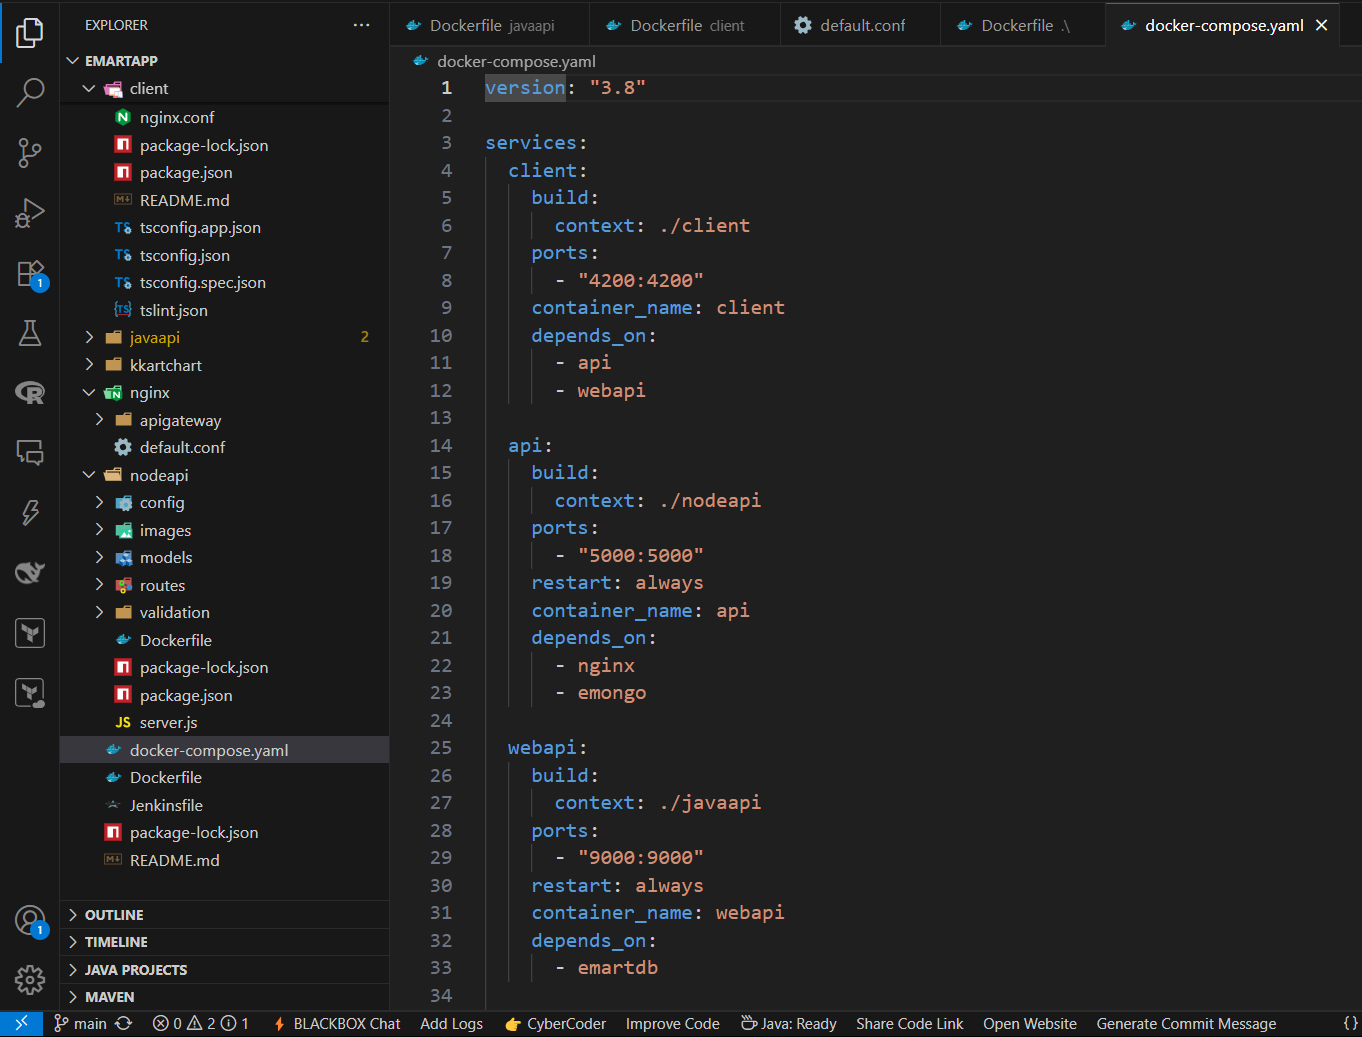 EXPLORER
EMARTAPP
client
nginx.conf
package-lock.json
package.json
README.md
tsconfig.app.json
tsconfig.json
tsconfig.spec.json
tslint.json
javaapi 2
kkartchart
nginx
apigateway
default.conf
nodeapi
config
images
models
routes
validation
Dockerfile
package-lock.json
package.json
JS server.js
docker-compose.yaml
Dockerfile
Jenkinsfile
package-lock.json
README.md
OUTLINE
TIMELINE
JAVA PROJECTS
MAVEN
1
1
Dockerfile javaapi
Dockerfile client
default.conf
Dockerfile .\
docker-compose.yaml
docker-compose.yaml
1 version: "3.8"
2
3 services:
4 client:
5 build:
6 context: ./client
7 ports:
8 - "4200:4200"
9 container_name: client
10 depends_on:
11 - api
12 - webapi
13
14 api:
15 build:
16 context: ./nodeapi
17 ports:
18 - "5000:5000"
19 restart: always
20 container_name: api
21 depends_on:
22 - nginx
23 - emongo
24
25 webapi:
26 build:
27 context: ./javaapi
28 ports:
29 - "9000:9000"
30 restart: always
31 container_name: webapi
32 depends_on:
33 - emartdb
34
main 0 2 1 BLACKBOX Chat Add Logs CyberCoder Improve Code Java: Ready Share Code Link Open Website Generate Commit Message {}